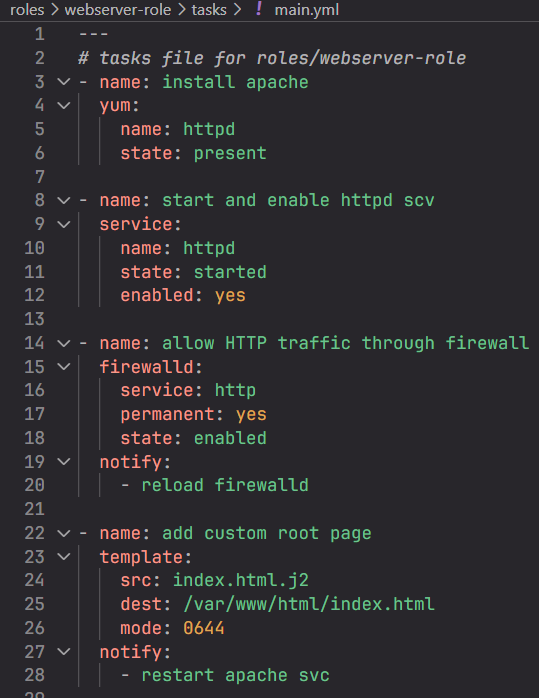 roles > webserver-role > tasks > ! main.yml
1 ---
2 # tasks file for roles/webserver-role
3 - name: install apache
4   yum:
5     name: httpd
6     state: present
7
8 - name: start and enable httpd scv
9   service:
10     name: httpd
11     state: started
12     enabled: yes
13
14 - name: allow HTTP traffic through firewall
15   firewalld:
16     service: http
17     permanent: yes
18     state: enabled
19   notify:
20     - reload firewalld
21
22 - name: add custom root page
23   template:
24     src: index.html.j2
25     dest: /var/www/html/index.html
26     mode: 0644
27   notify:
28     - restart apache svc